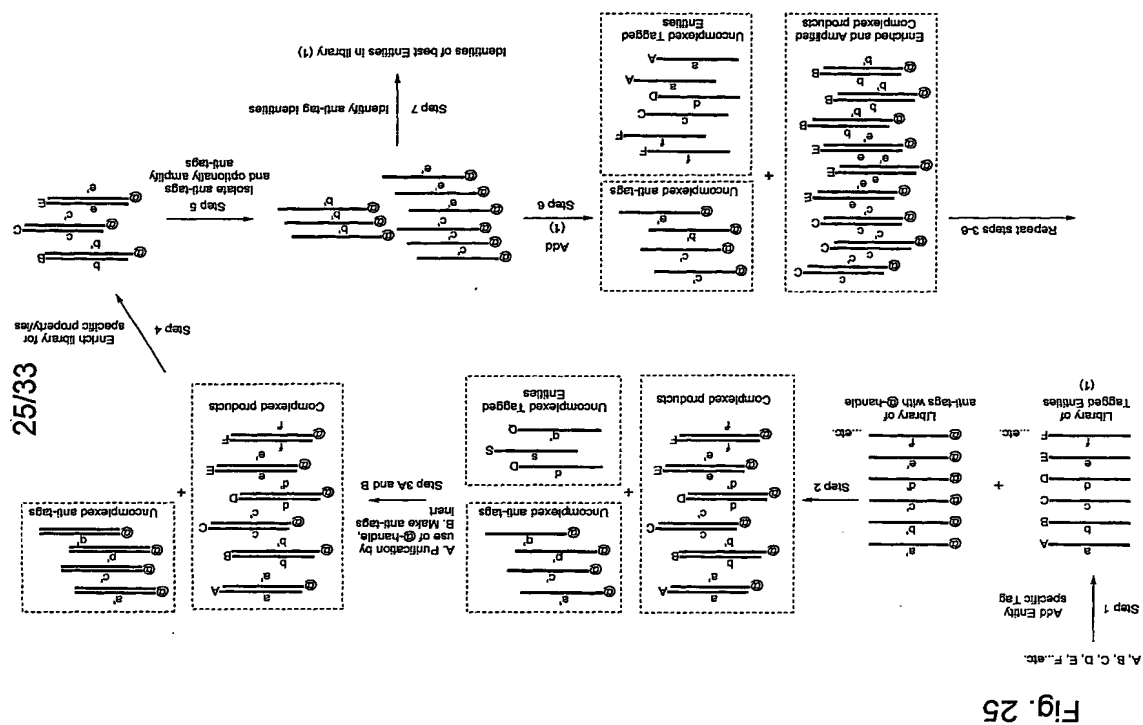 Fig. 25
25/33
A, B, C, D, E, F...etc.
Step 1
Add Entity
specific Tag
a
A
b
B
c
C
d
D
e
E
f
F
...etc.
Library of
Tagged Entities
(1)
+
@ a'
@ b'
@ c'
@ d'
@ e'
@ f'
...etc.
Library of
anti-tags with @-handle
Step 2
a
A
@ a'
b
B
@ b'
c
C
@ c'
d
D
@ d'
e
E
@ e'
f
F
@ f'
Complexed products
+
@ a'
@ c'
@ p'
@ q'
Uncomplexed anti-tags
d
D
s
S
q'
Q
Uncomplexed Tagged
Entities
A. Purification by
use of @-handle,
B. Make anti-tags
inert
Step 3A and B
a
A
@ a'
b
B
@ b'
c
C
@ c'
d
D
@ d'
e
E
@ e'
f
F
@ f'
Complexed products
+
@ a'
@ c'
@ p'
@ q'
Uncomplexed anti-tags
Step 4
Enrich library for
specific property/ies
b
B
@ b'
c
C
@ c'
e
E
@ e'
Step 5
Isolate anti-tags
and optionally amplify
anti-tags
@ b'
@ b'
@ b'
@ c'
@ c'
@ c'
@ e'
@ e'
@ e'
Step 7
Identify anti-tag identities
Identities of best Entities in library (1)
Add
(1)
Step 6
@ c'
@ c'
@ b'
@ a'
Uncomplexed anti-tags
f
F
f
F
c
C
d
D
a
A
a
A
Uncomplexed Tagged
Entities
+
c
C
@ c'
c
C
@ c'
c
C
@ c'
e
E
@ e'
e
E
@ e'
e
E
@ e'
b
B
@ b'
b
B
@ b'
b
B
@ b'
Enriched and Amplified
Complexed products
Repeat steps 3-6